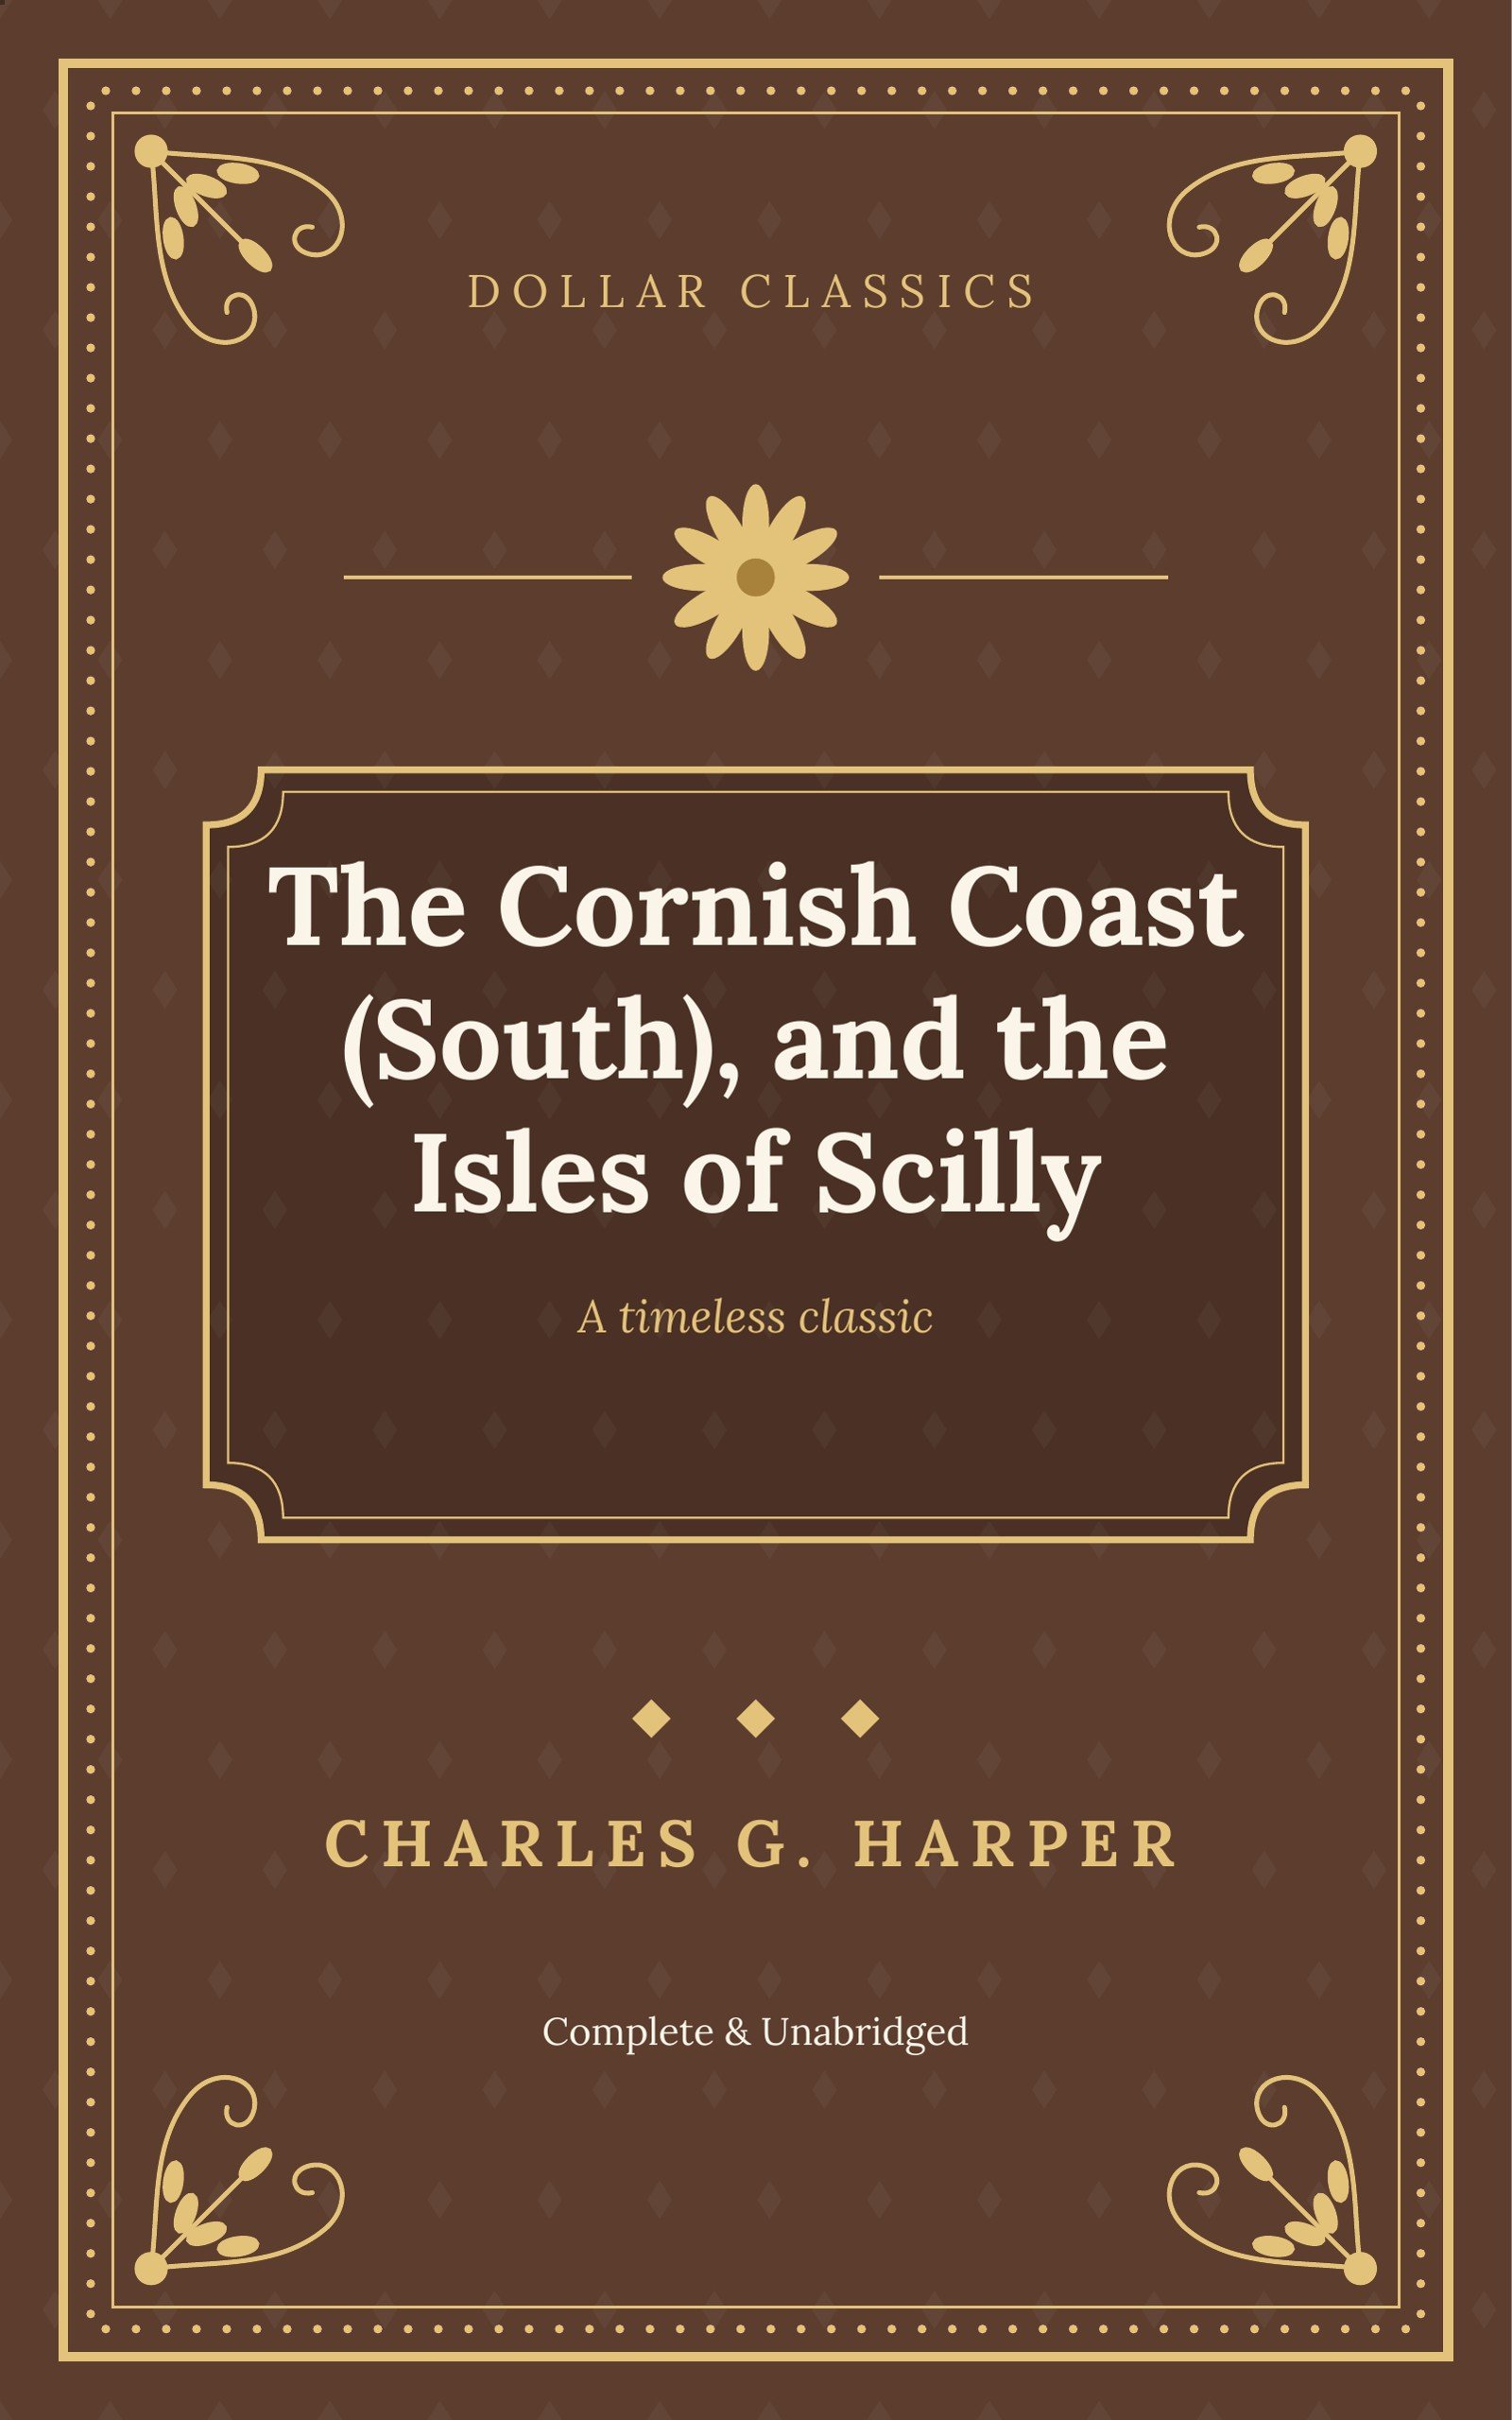 DOLLAR CLASSICS
The Cornish Coast
(South), and the
Isles of Scilly
A timeless classic
CHARLES G. HARPER
Complete & Unabridged